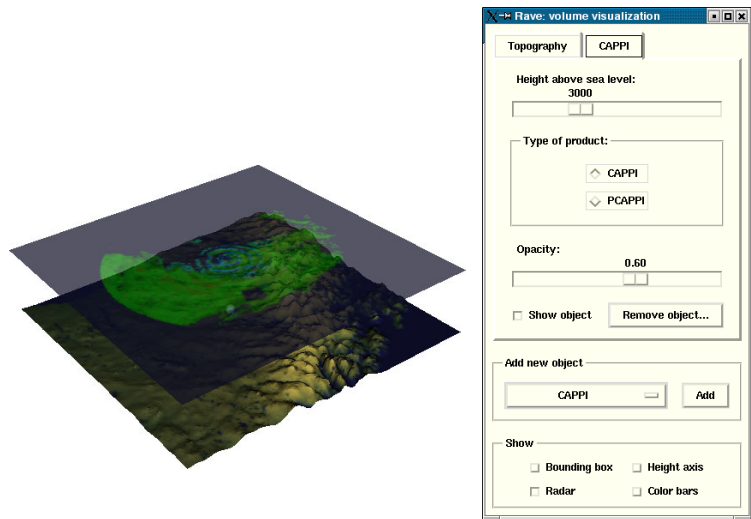 Rave: volume visualization
Topography CAPPI
Height above sea level:
3000
Type of product:
CAPPI
PCAPPI
Opacity:
0.60
Show object Remove object...
Add new object
CAPPI Add
Show
Bounding box Height axis
Radar Color bars